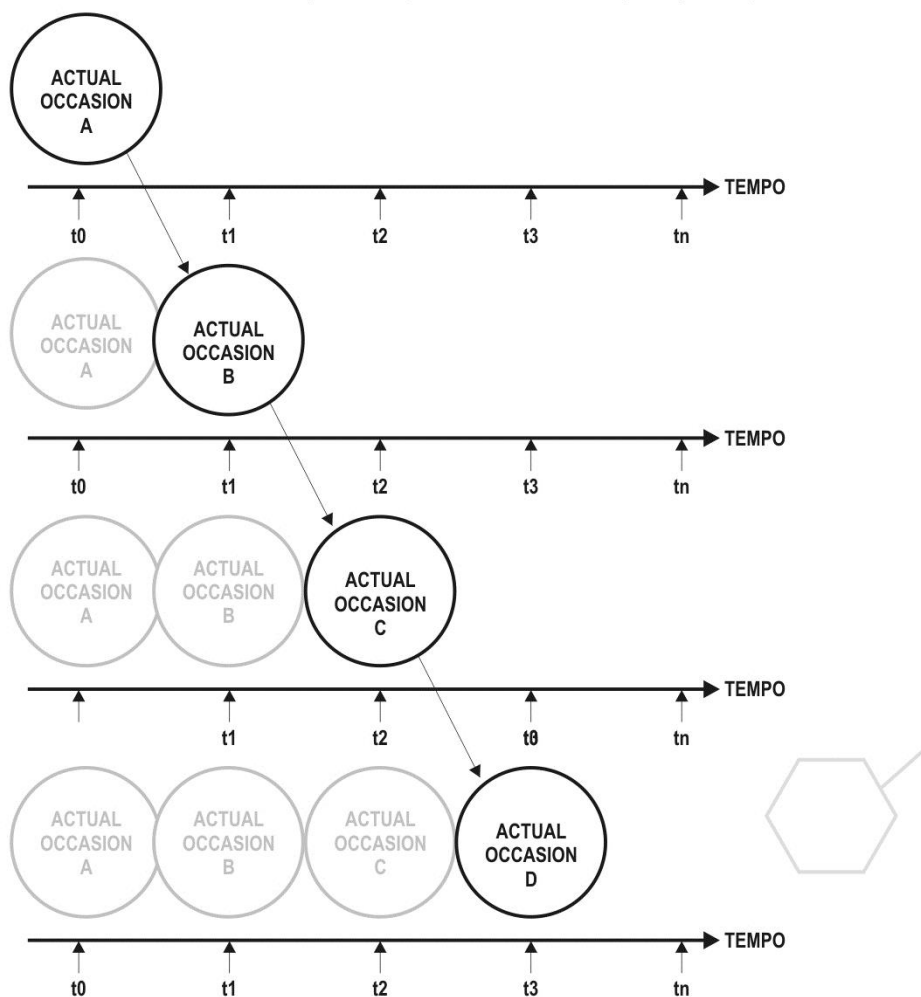 ACTUAL
OCCASION
A
TEMPO
t0 t1 t2 t3 tn
ACTUAL
OCCASION
A
ACTUAL
OCCASION
B
TEMPO
t0 t1 t2 t3 tn
ACTUAL
OCCASION
A
ACTUAL
OCCASION
B
ACTUAL
OCCASION
C
TEMPO
t1 t2 tn
ACTUAL
OCCASION
A
ACTUAL
OCCASION
B
ACTUAL
OCCASION
C
ACTUAL
OCCASION
D
TEMPO
t0 t1 t2 t3 tn